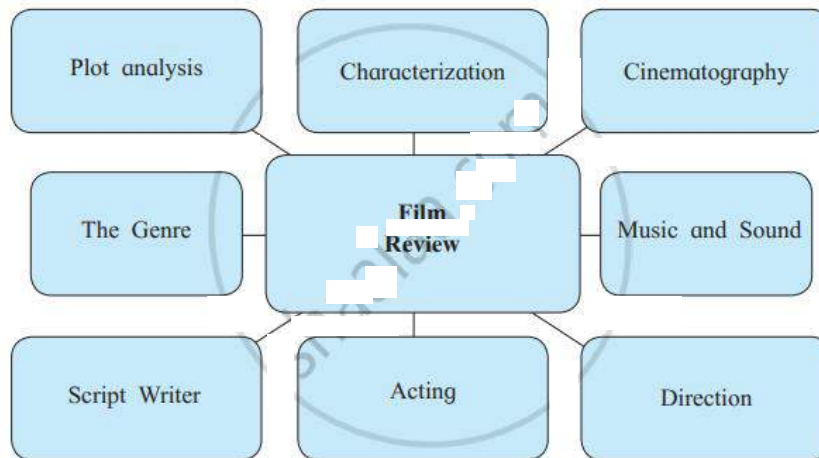 Plot analysis
Characterization
Cinematography
The Genre
Film
Review
Music and Sound
Script Writer
Acting
Direction